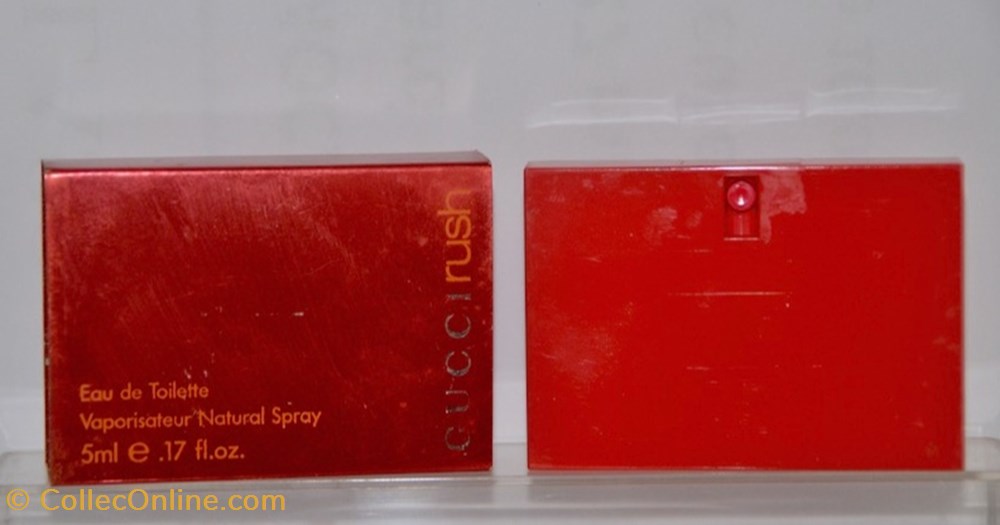 GUCCI rush
Eau de Toilette
Vaporisateur Natural Spray
5ml e .17 fl.oz.
© CollecOnline.com